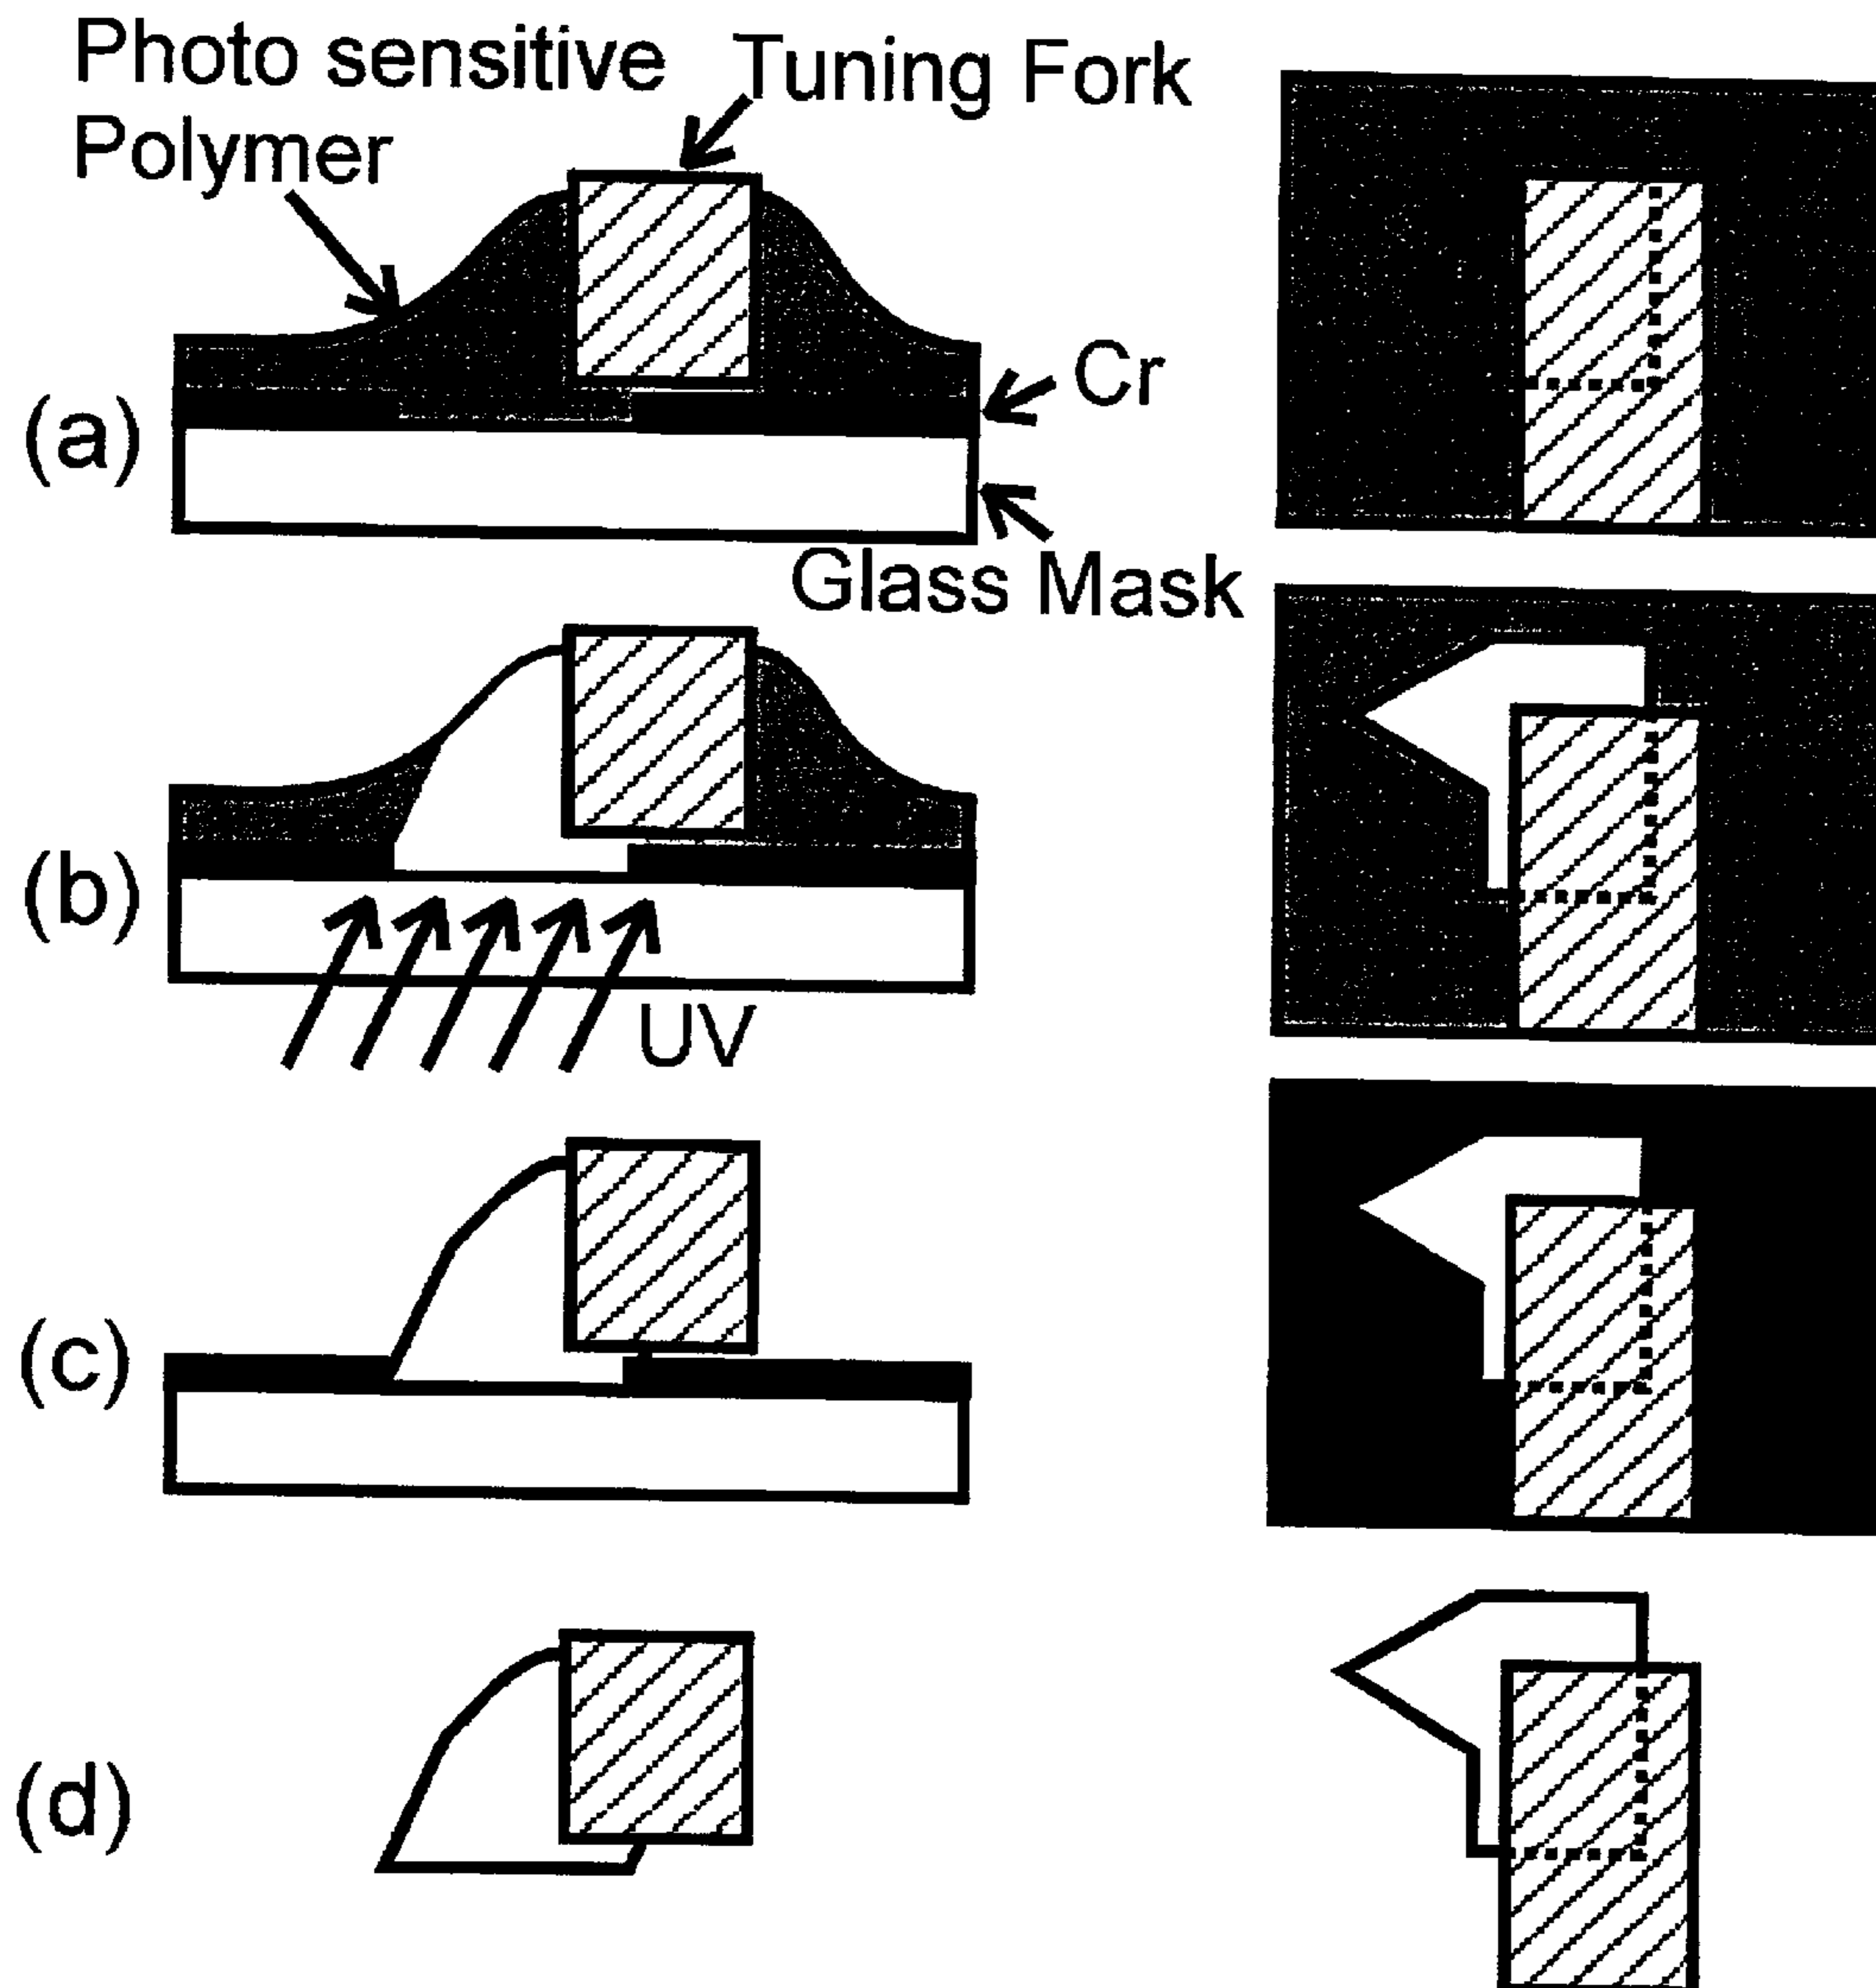 Photo sensitive
Polymer
Tuning Fork
(a)
Cr
Glass Mask
(b)
UV
(c)
(d)